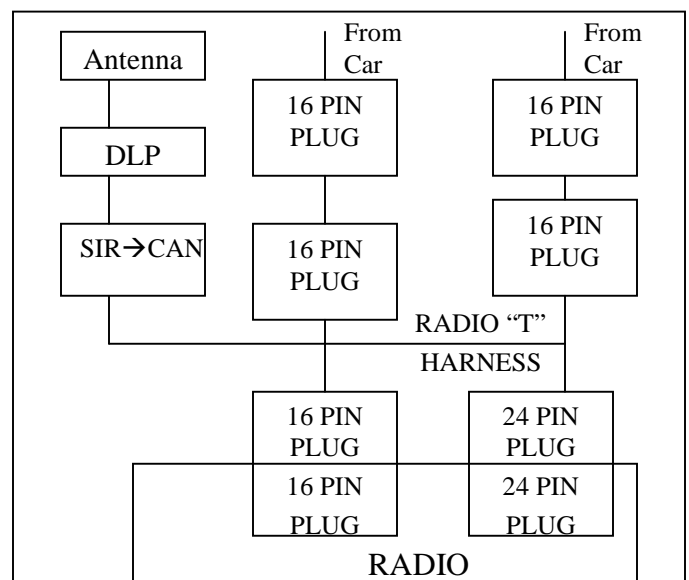 Antenna
DLP
SIR→CAN
From
Car
16 PIN
PLUG
16 PIN
PLUG
From
Car
16 PIN
PLUG
16 PIN
PLUG
RADIO “T”
HARNESS
16 PIN
PLUG
24 PIN
PLUG
16 PIN
PLUG
24 PIN
PLUG
RADIO